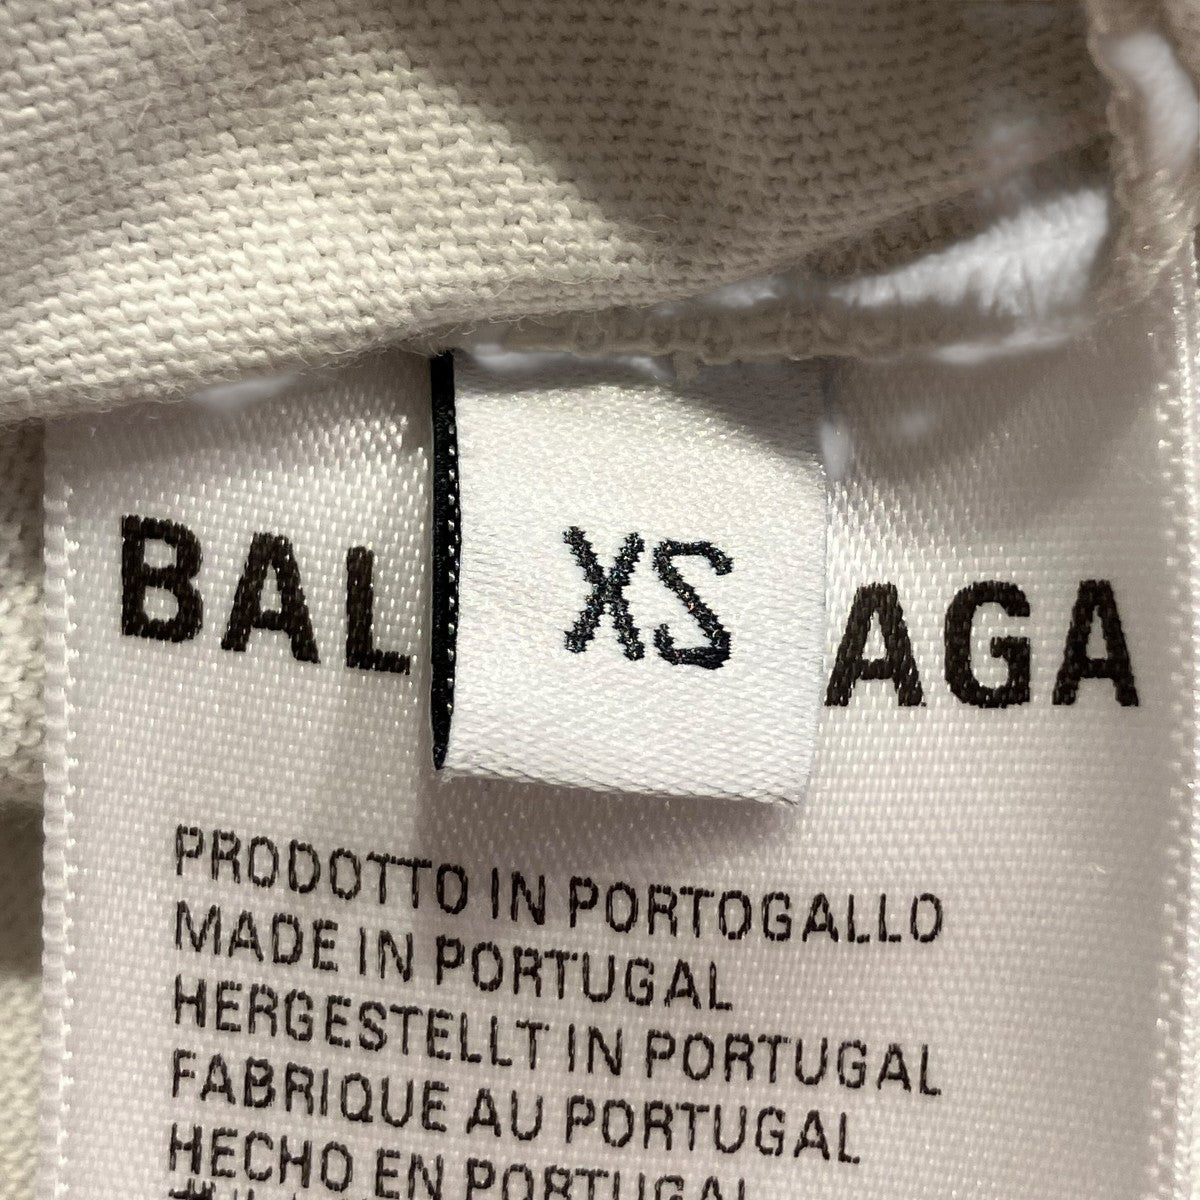 BAL AGA
XS
PRODOTTO IN PORTOGALLO
MADE IN PORTUGAL
HERGESTELLT IN PORTUGAL
FABRIQUE AU PORTUGAL
HECHO EN PORTUGAL